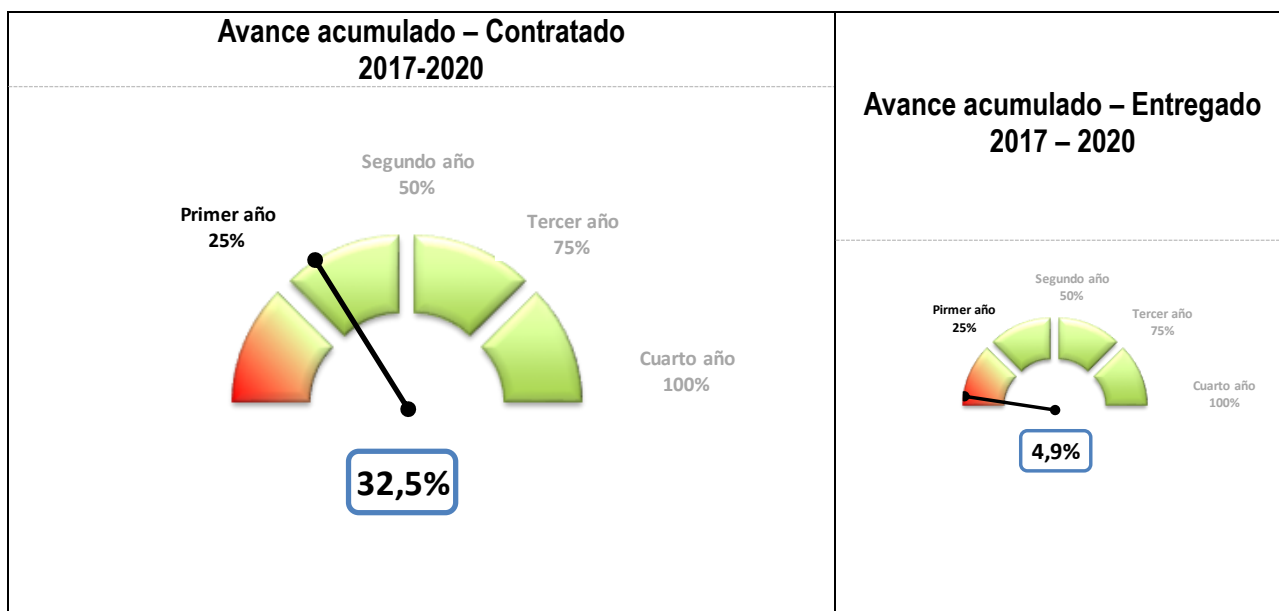 Avance acumulado – Contratado
2017-2020
Segundo año
50%
Primer año
25%
Tercer año
75%
Cuarto año
100%
32,5%
Avance acumulado – Entregado
2017 – 2020
Segundo año
50%
Pirmer año
25%
Tercer año
75%
Cuarto año
100%
4,9%